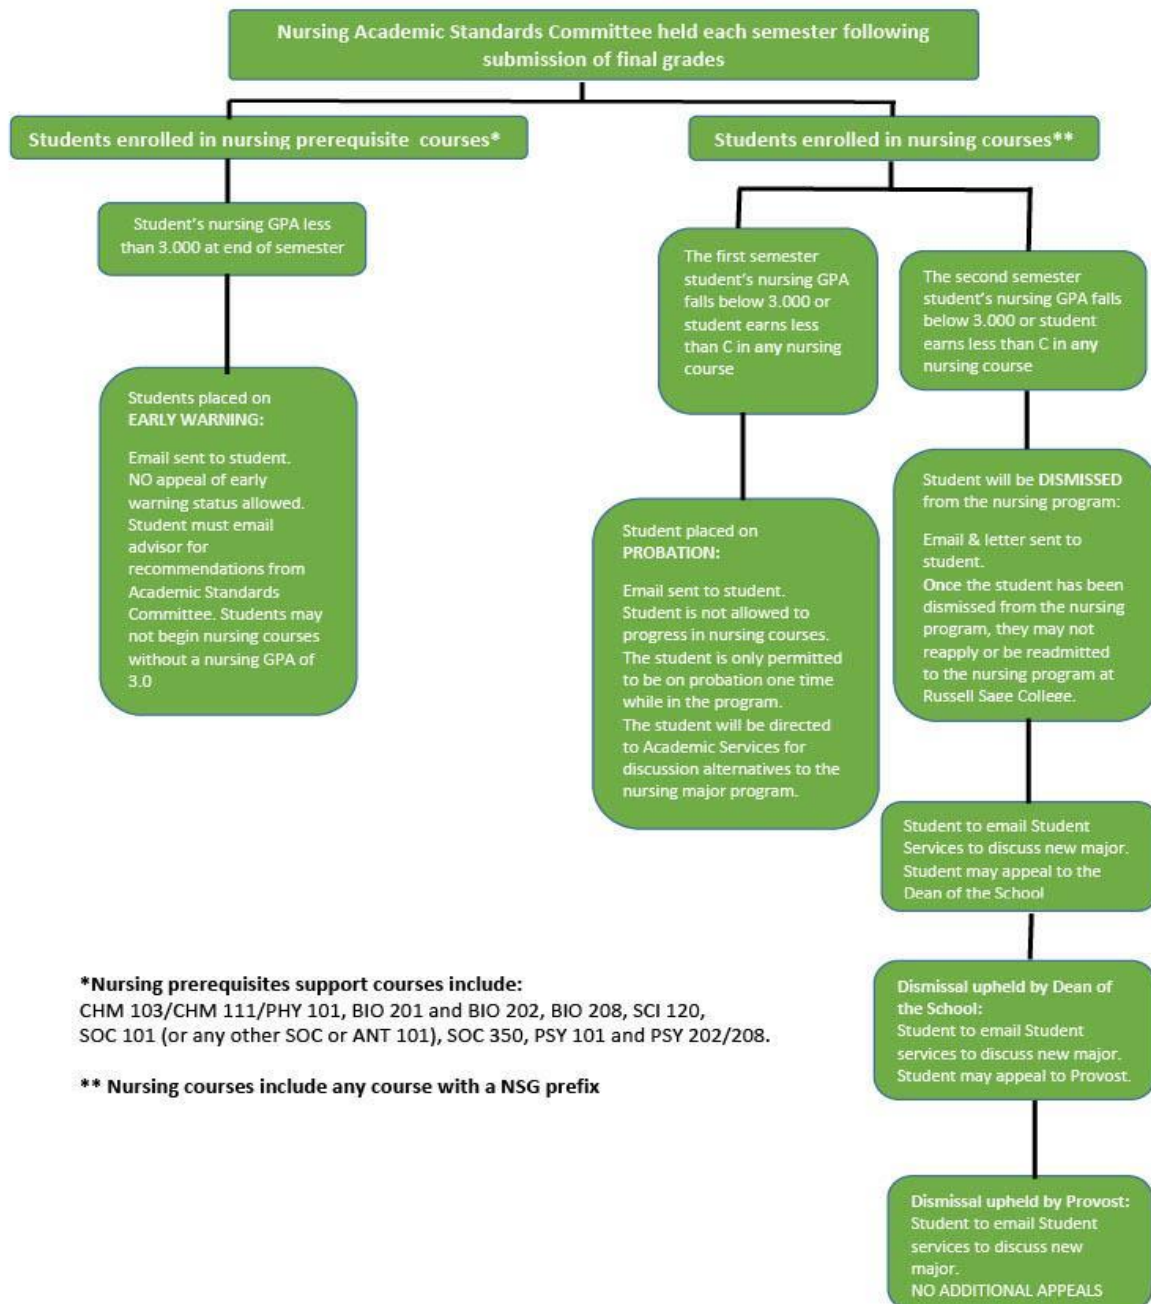 Nursing Academic Standards Committee held each semester following
submission of final grades
Students enrolled in nursing prerequisite courses*
Student's nursing GPA less
than 3.000 at end of semester
Students placed on
EARLY WARNING:
Email sent to student.
NO appeal of early
warning status allowed.
Student must email
advisor for
recommendations from
Academic Standards
Committee. Students may
not begin nursing courses
without a nursing GPA of
3.0
Students enrolled in nursing courses**
The first semester
student's nursing GPA
falls below 3.000 or
student earns less
than C in any nursing
course
Student placed on
PROBATION:
Email sent to student.
Student is not allowed to
progress in nursing courses.
The student is only permitted
to be on probation one time
while in the program.
The student will be directed
to Academic Services for
discussion alternatives to the
nursing major program.
The second semester
student's nursing GPA falls
below 3.000 or student
earns less than C in any
nursing course
Student will be DISMISSED
from the nursing program:
Email & letter sent to
student.
Once the student has been
dismissed from the nursing
program, they may not
reapply or be readmitted
to the nursing program at
Russell Sage College.
Student to email Student
Services to discuss new major.
Student may appeal to the
Dean of the School
Dismissal upheld by Dean of
the School:
Student to email Student
services to discuss new major.
Student may appeal to Provost.
Dismissal upheld by Provost:
Student to email Student
services to discuss new
major.
NO ADDITIONAL APPEALS
*Nursing prerequisites support courses include:
CHM 103/CHM 111/PHY 101, BIO 201 and BIO 202, BIO 208, SCI 120,
SOC 101 (or any other SOC or ANT 101), SOC 350, PSY 101 and PSY 202/208.
** Nursing courses include any course with a NSG prefix